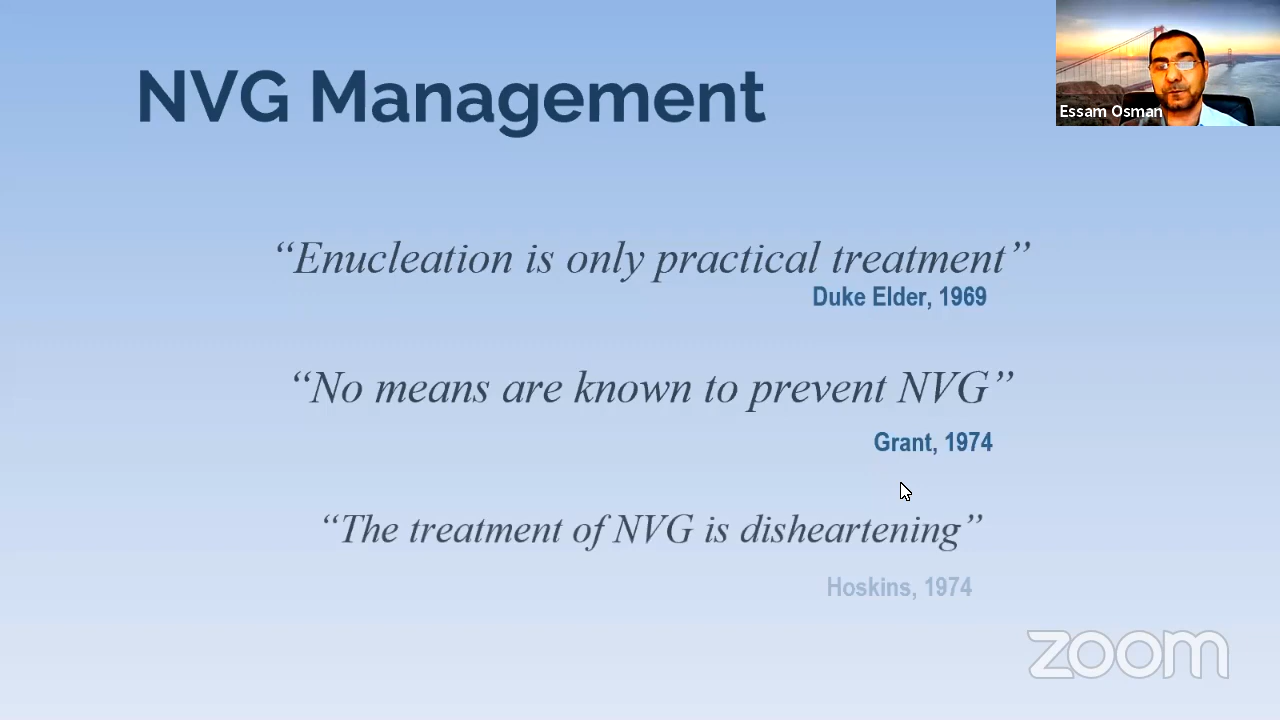 NVG Management
Essam Osman
“Enucleation is only practical treatment”
Duke Elder, 1969
“No means are known to prevent NVG”
Grant, 1974
“The treatment of NVG is disheartening”
Hoskins, 1974
zoom